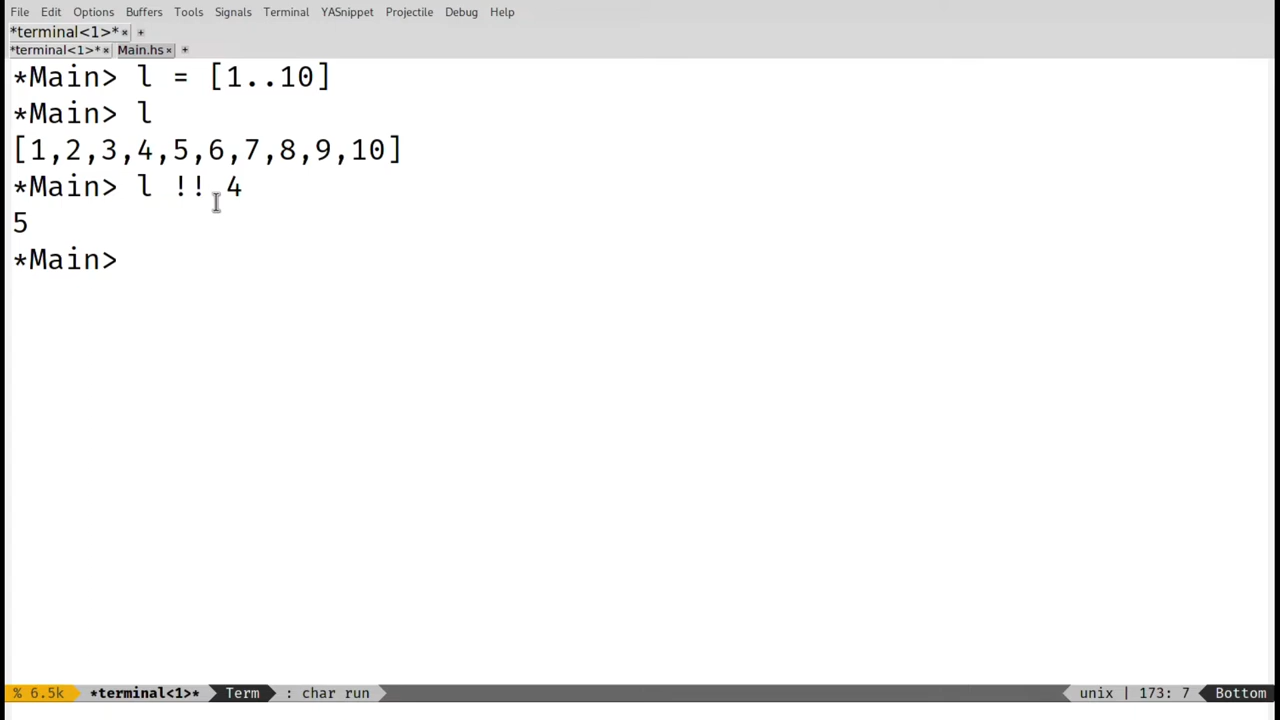 File Edit Options Buffers Tools Signals Terminal YASnippet Projectile Debug Help
*terminal<1>*× +
*terminal<1>*× Main.hs× +
*Main> l = [1..10]
*Main> l
[1,2,3,4,5,6,7,8,9,10]
*Main> l !! 4
5
*Main>
% 6.5k *terminal<1>* Term : char run unix | 173: 7 Bottom